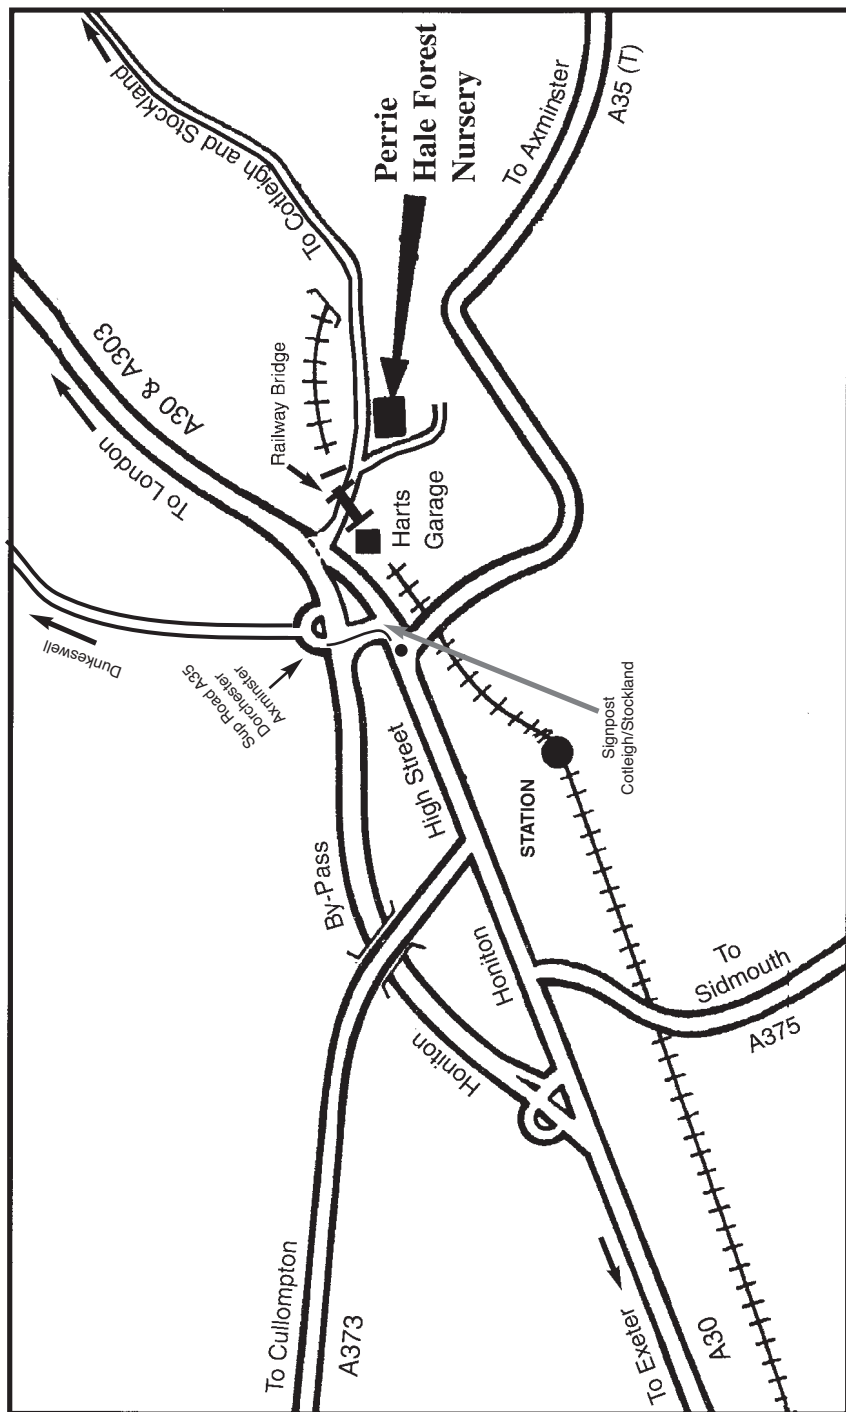 To Cotleigh and Stockland
Perrie
Hale Forest
Nursery
To Axminster
A35 (T)
A30 & A303
To London
Railway Bridge
Harts
Garage
Dunkeswell
Sup Road A35
Dorchester
Axminster
Signpost
Cotleigh/Stockland
High Street
STATION
By-Pass
Honiton
Honiton
To
Sidmouth
A375
To Cullompton
A373
To Exeter
A30